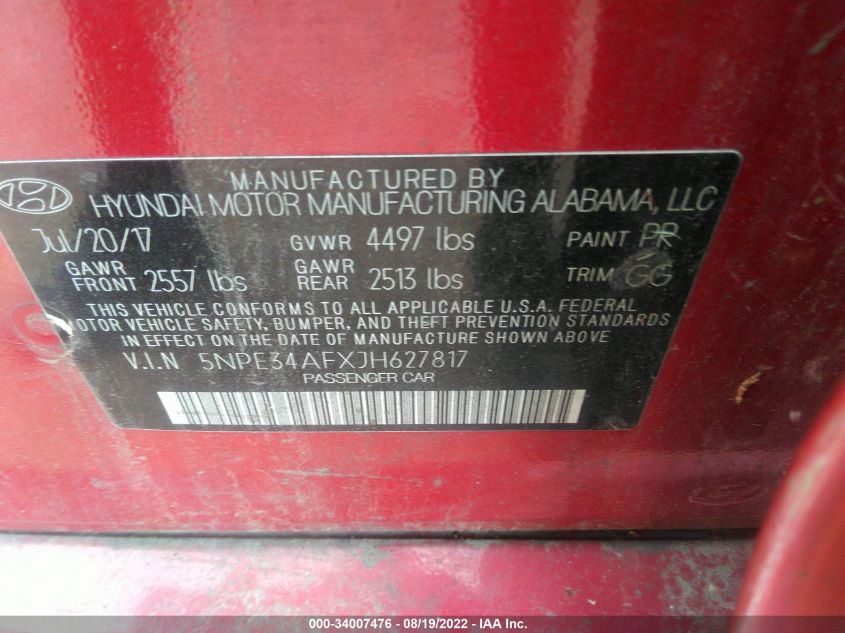 MANUFACTURED BY
HYUNDAI MOTOR MANUFACTURING ALABAMA, LLC
Jul/20/17 GVWR 4497 lbs PAINT PR
GAWR FRONT 2557 lbs GAWR REAR 2513 lbs TRIM GG
THIS VEHICLE CONFORMS TO ALL APPLICABLE U.S.A. FEDERAL
MOTOR VEHICLE SAFETY, BUMPER, AND THEFT PREVENTION STANDARDS
IN EFFECT ON THE DATE OF MANUFACTURE SHOWN ABOVE
V.I.N 5NPE34AFXJH627817
PASSENGER CAR
000-34007476 - 08/19/2022 - IAA Inc.